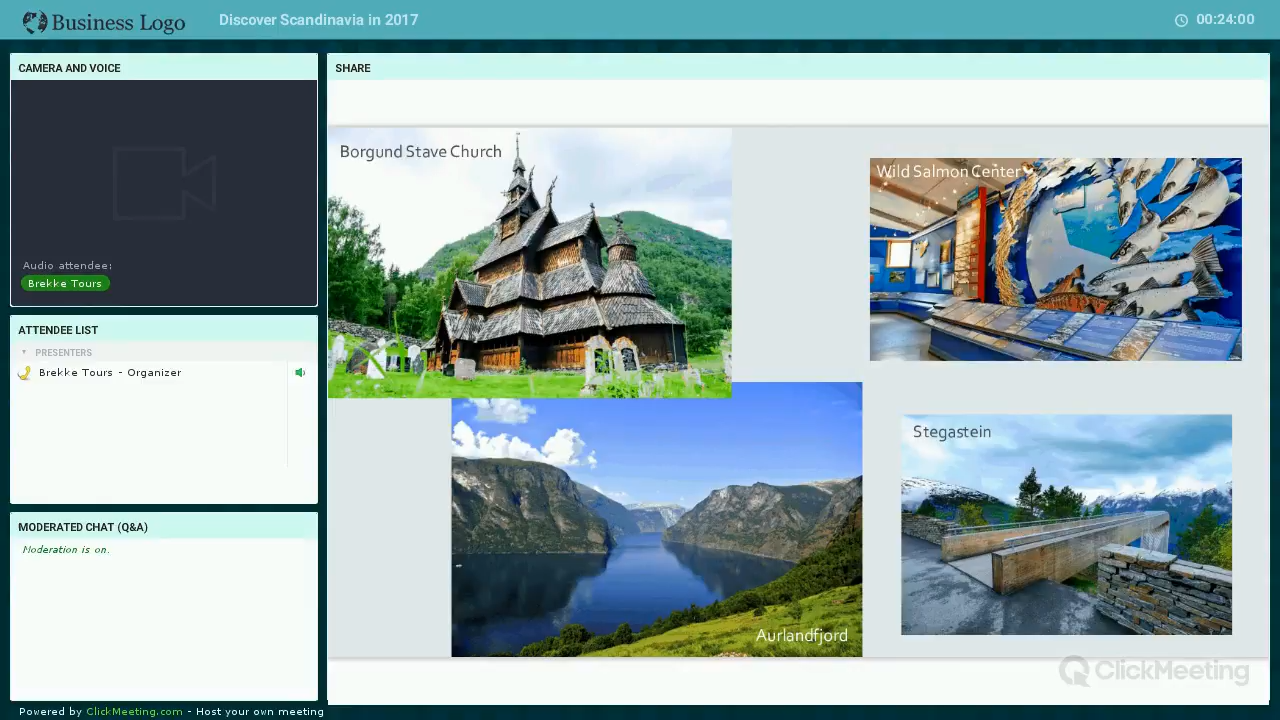 Business Logo
Discover Scandinavia in 2017
00:24:00
CAMERA AND VOICE
Audio attendee:
Brekke Tours
ATTENDEE LIST
PRESENTERS
Brekke Tours - Organizer
MODERATED CHAT (Q&A)
Moderation is on.
SHARE
Borgund Stave Church
Wild Salmon Center
Stegastein
Aurlandfjord
ClickMeeting
Powered by ClickMeeting.com - Host your own meeting